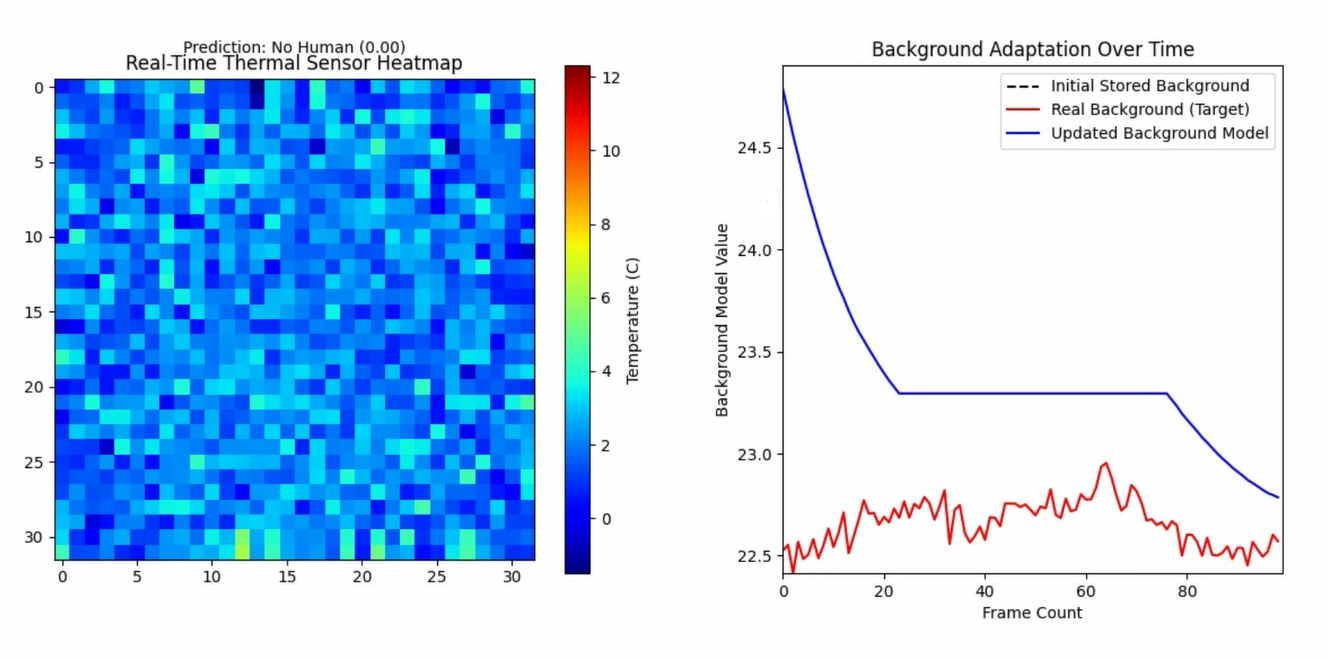 Prediction: No Human (0.00)
Real-Time Thermal Sensor Heatmap
0
5
10
15
20
25
30
0 5 10 15 20 25 30
12
10
8
6
4
2
0
Temperature (C)
Background Adaptation Over Time
Initial Stored Background
Real Background (Target)
Updated Background Model
24.5
24.0
23.5
23.0
22.5
Background Model Value
0 20 40 60 80
Frame Count